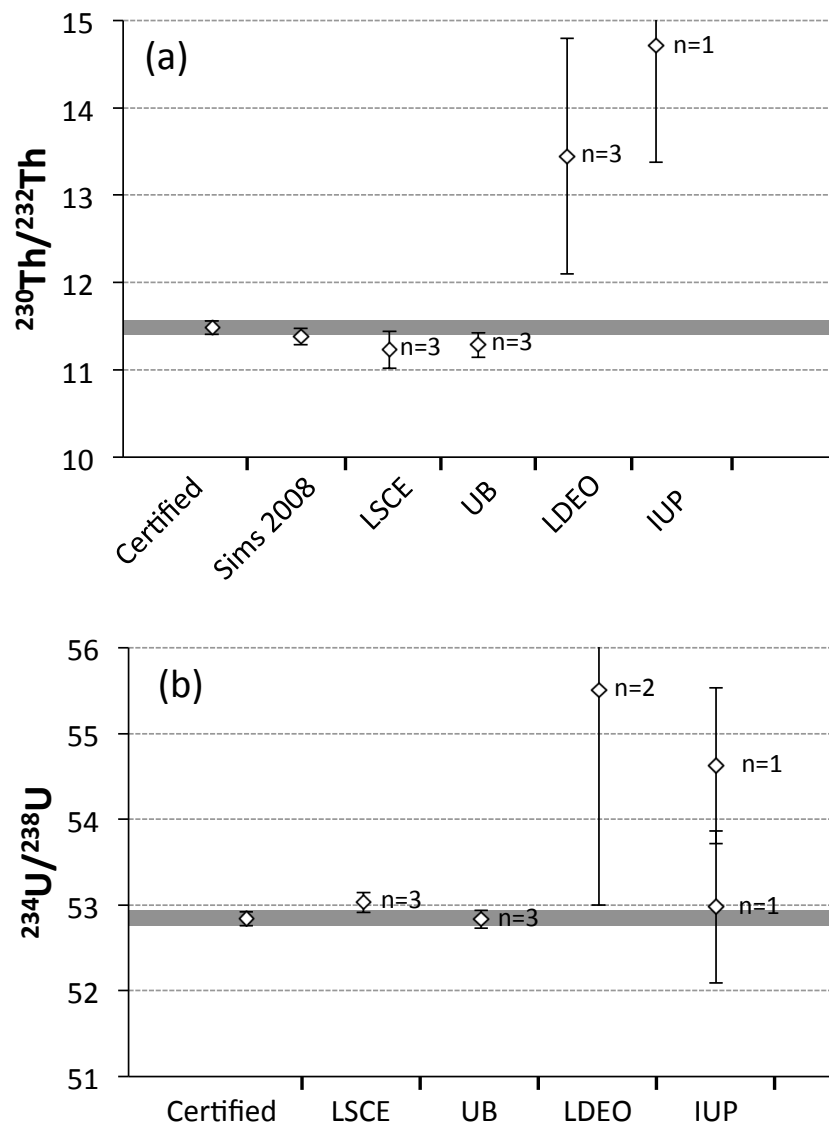 15
(a)
n=1
14
n=3
13
12
n=3
n=3
11
10
²³⁰Th/²³²Th
Certified
Sims 2008
LSCE
UB
LDEO
IUP
56
(b)
n=2
55
n=1
54
53
n=3
n=3
n=1
52
51
²³⁴U/²³⁸U
Certified LSCE UB LDEO IUP